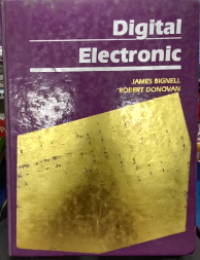 Digital
Electronic
JAMES BIGNELL
ROBERT DONOVAN